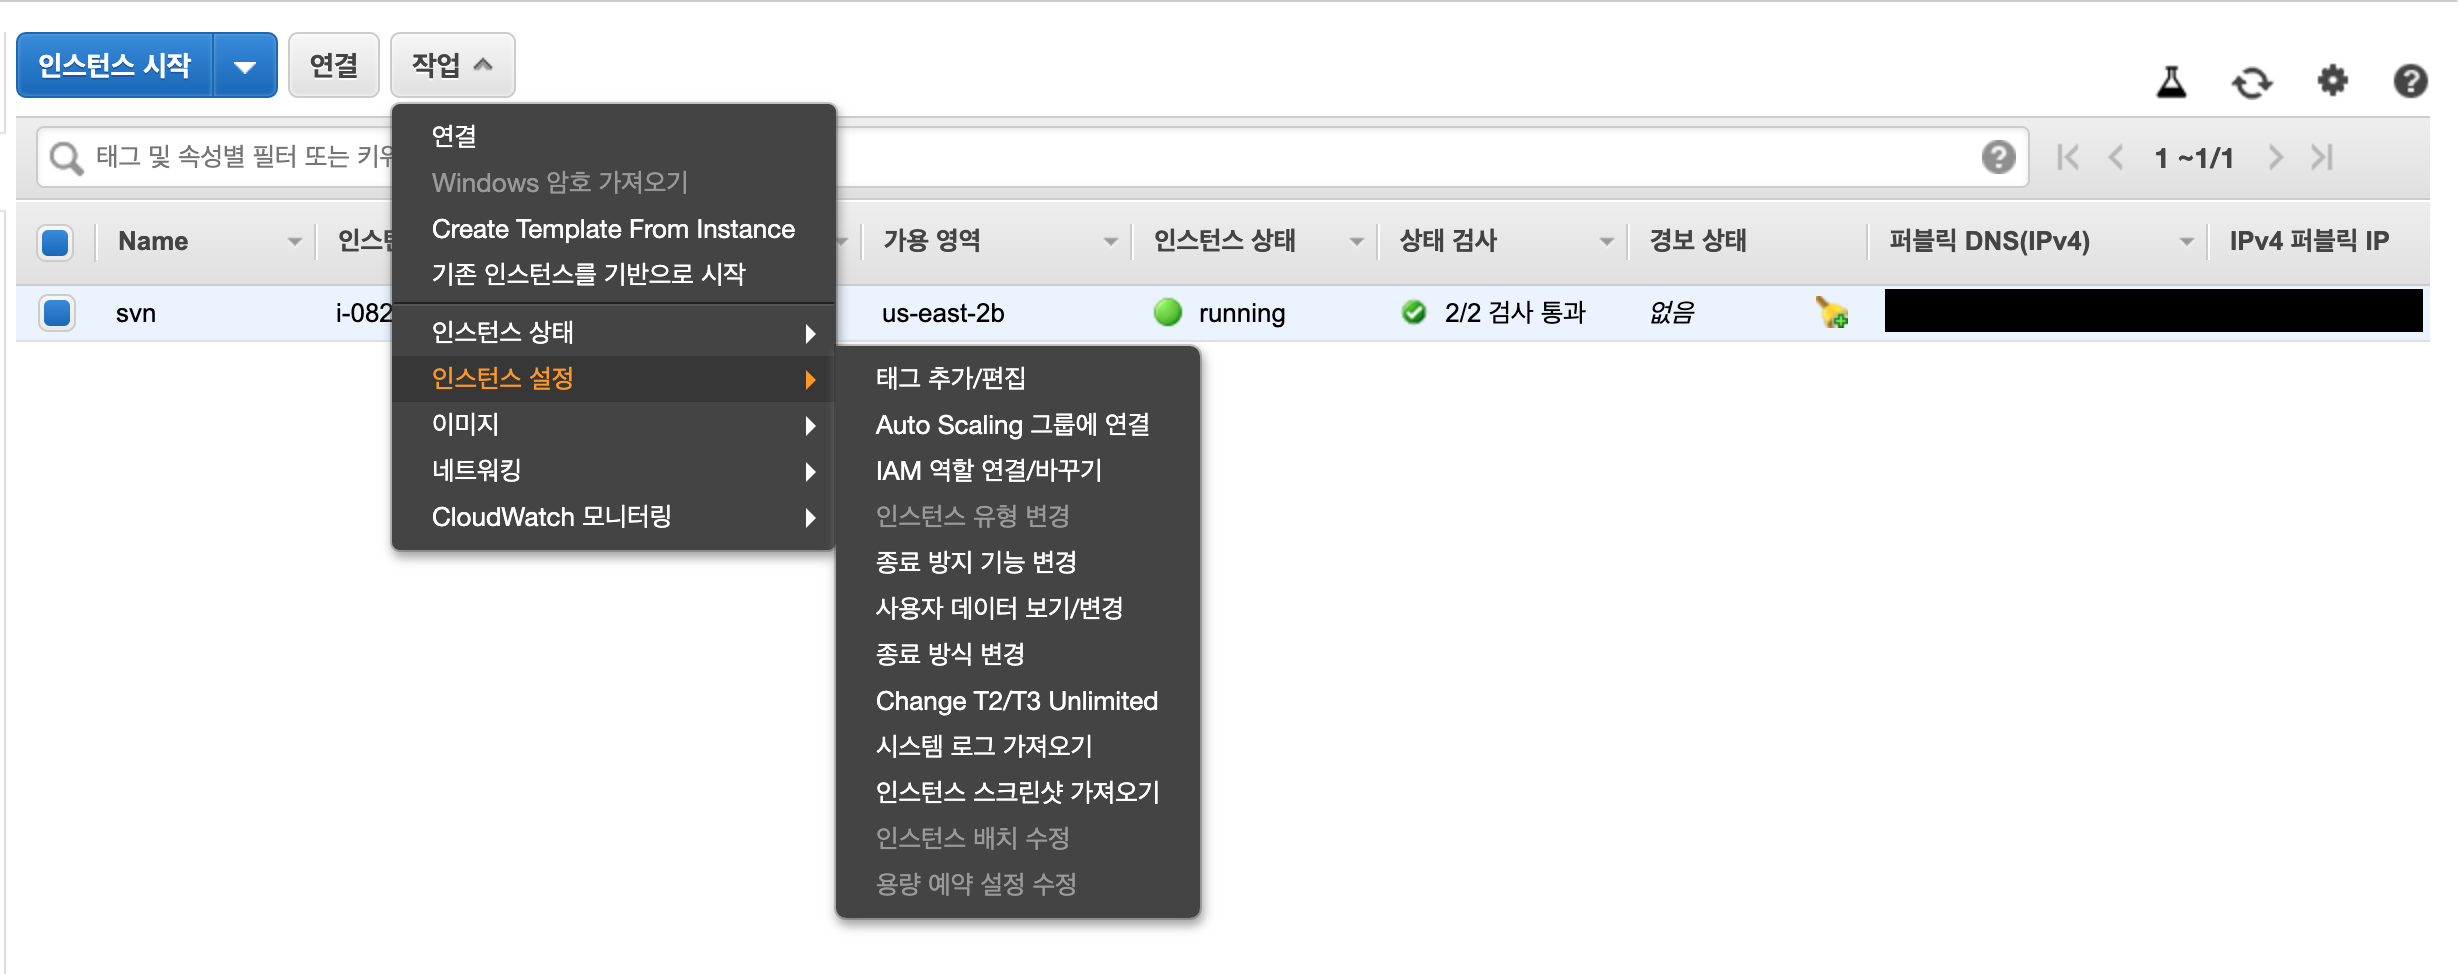 인스턴스 시작 연결 작업
태그 및 속성별 필터 또는 1 ~1/1
Name 가용 영역 인스턴스 상태 상태 검사 경보 상태 퍼블릭 DNS(IPv4) IPv4 퍼블릭 IP
svn i-082 us-east-2b running 2/2 검사 통과 없음
연결
Windows 암호 가져오기
Create Template From Instance
기존 인스턴스를 기반으로 시작
인스턴스 상태
인스턴스 설정
이미지
네트워킹
CloudWatch 모니터링
태그 추가/편집
Auto Scaling 그룹에 연결
IAM 역할 연결/바꾸기
인스턴스 유형 변경
종료 방지 기능 변경
사용자 데이터 보기/변경
종료 방식 변경
Change T2/T3 Unlimited
시스템 로그 가져오기
인스턴스 스크린샷 가져오기
인스턴스 배치 수정
용량 예약 설정 수정